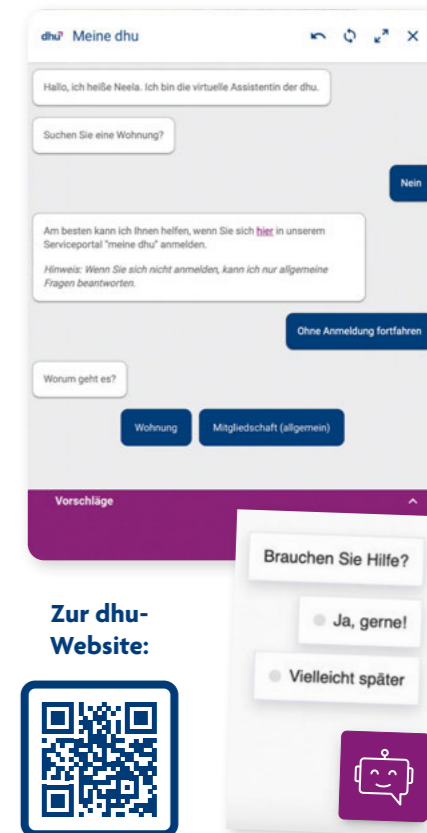 dhu Meine dhu
Hallo, ich heiße Neela. Ich bin die virtuelle Assistentin der dhu.
Suchen Sie eine Wohnung?
Nein
Am besten kann ich Ihnen helfen, wenn Sie sich hier in unserem
Serviceportal "meine dhu" anmelden.
Hinweis: Wenn Sie sich nicht anmelden, kann ich nur allgemeine
Fragen beantworten.
Ohne Anmeldung fortfahren
Worum geht es?
Wohnung Mitgliedschaft (allgemein)
Vorschläge
Brauchen Sie Hilfe?
Ja, gerne!
Vielleicht später
Zur dhu-
Website: